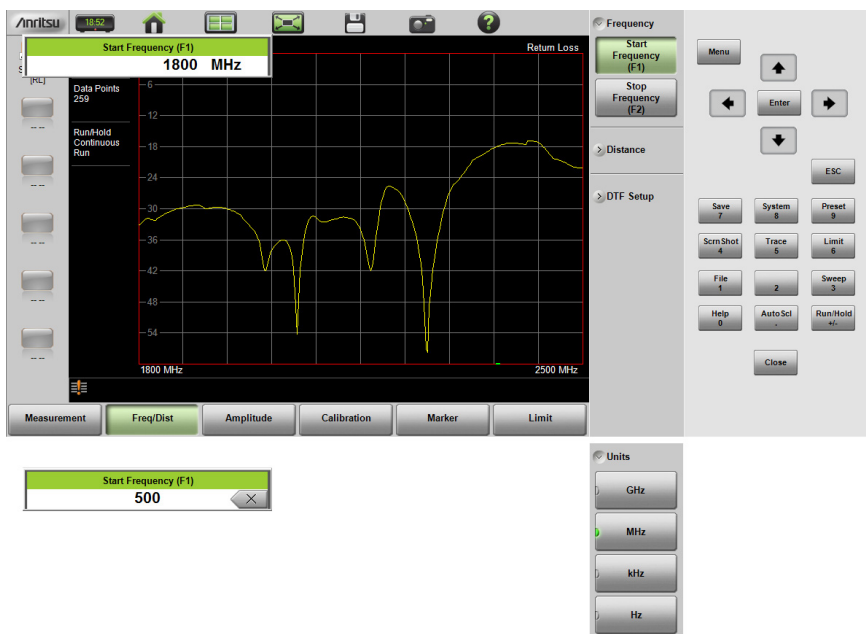 Anritsu
18:52
Start Frequency (F1)
1800 MHz
[RL]
-- --
-- --
-- --
-- --
-- --
Data Points
259
Run/Hold
Continuous
Run
Return Loss
-6
-12
-18
-24
-30
-36
-42
-48
-54
1800 MHz
2500 MHz
Measurement
Freq/Dist
Amplitude
Calibration
Marker
Limit
Frequency
Start
Frequency
(F1)
Stop
Frequency
(F2)
Distance
DTF Setup
Menu
Enter
ESC
Save
7
System
8
Preset
9
Scrn Shot
4
Trace
5
Limit
6
File
1
2
Sweep
3
Help
0
Auto Scl
.
Run/Hold
+/-
Close
Start Frequency (F1)
500
Units
GHz
MHz
kHz
Hz